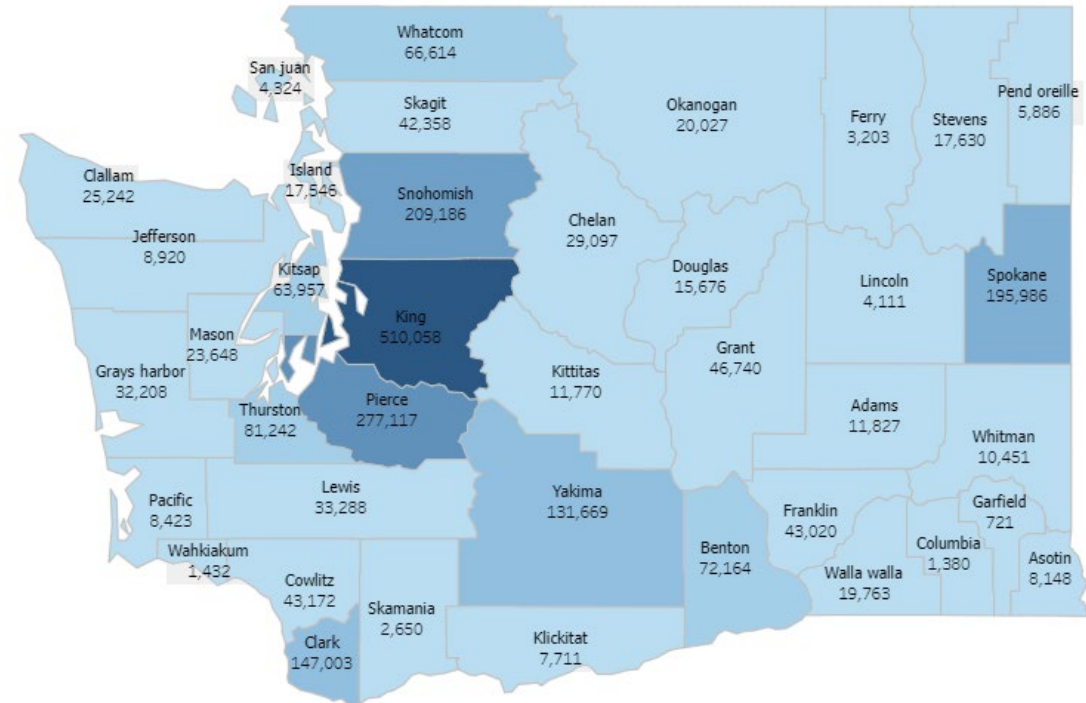 Whatcom
66,614
San juan
4,324
Skagit
42,358
Okanogan
20,027
Ferry
3,203
Stevens
17,630
Pend oreille
5,886
Clallam
25,242
Island
17,546
Snohomish
209,186
Jefferson
8,920
Chelan
29,097
Kitsap
63,957
Douglas
15,676
Lincoln
4,111
Spokane
195,986
King
510,058
Mason
23,648
Grays harbor
32,208
Kittitas
11,770
Grant
46,740
Thurston
81,242
Pierce
277,117
Adams
11,827
Whitman
10,451
Pacific
8,423
Lewis
33,288
Yakima
131,669
Benton
72,164
Franklin
43,020
Garfield
721
Wahkiakum
1,432
Columbia
1,380
Asotin
8,148
Cowlitz
43,172
Skamania
2,650
Walla walla
19,763
Clark
147,003
Klickitat
7,711